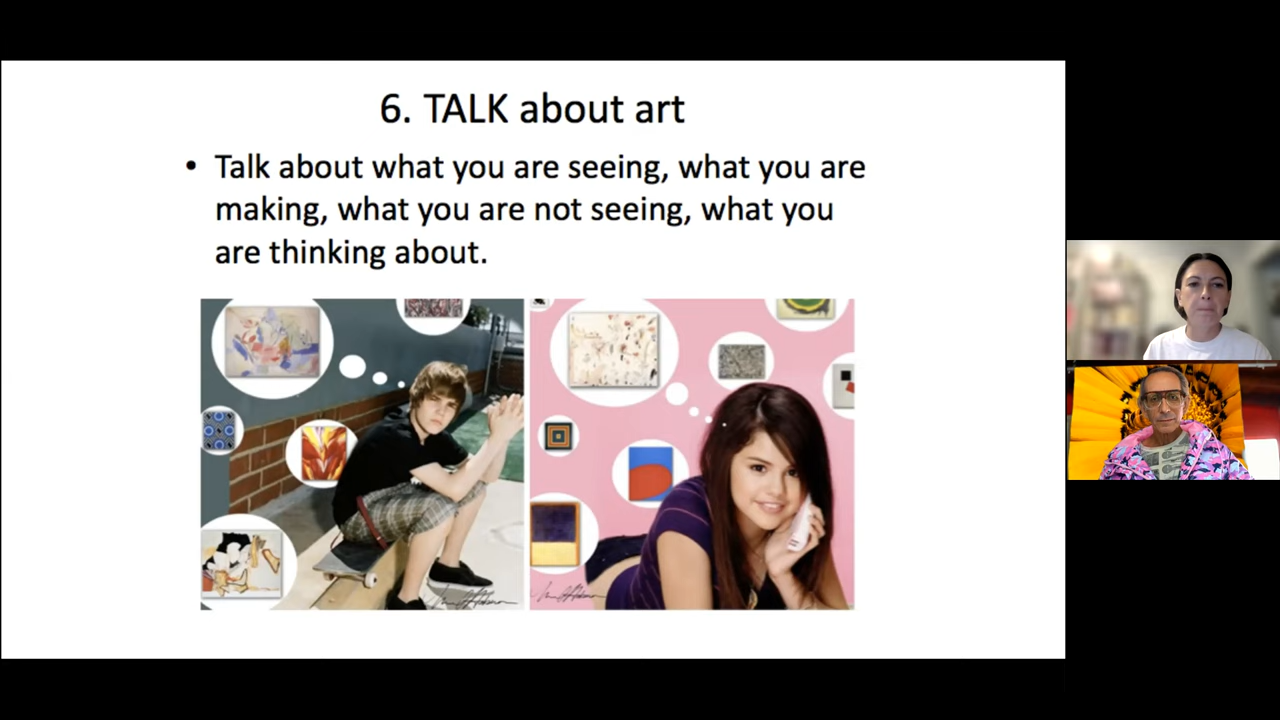 6. TALK about art
• Talk about what you are seeing, what you are
making, what you are not seeing, what you
are thinking about.